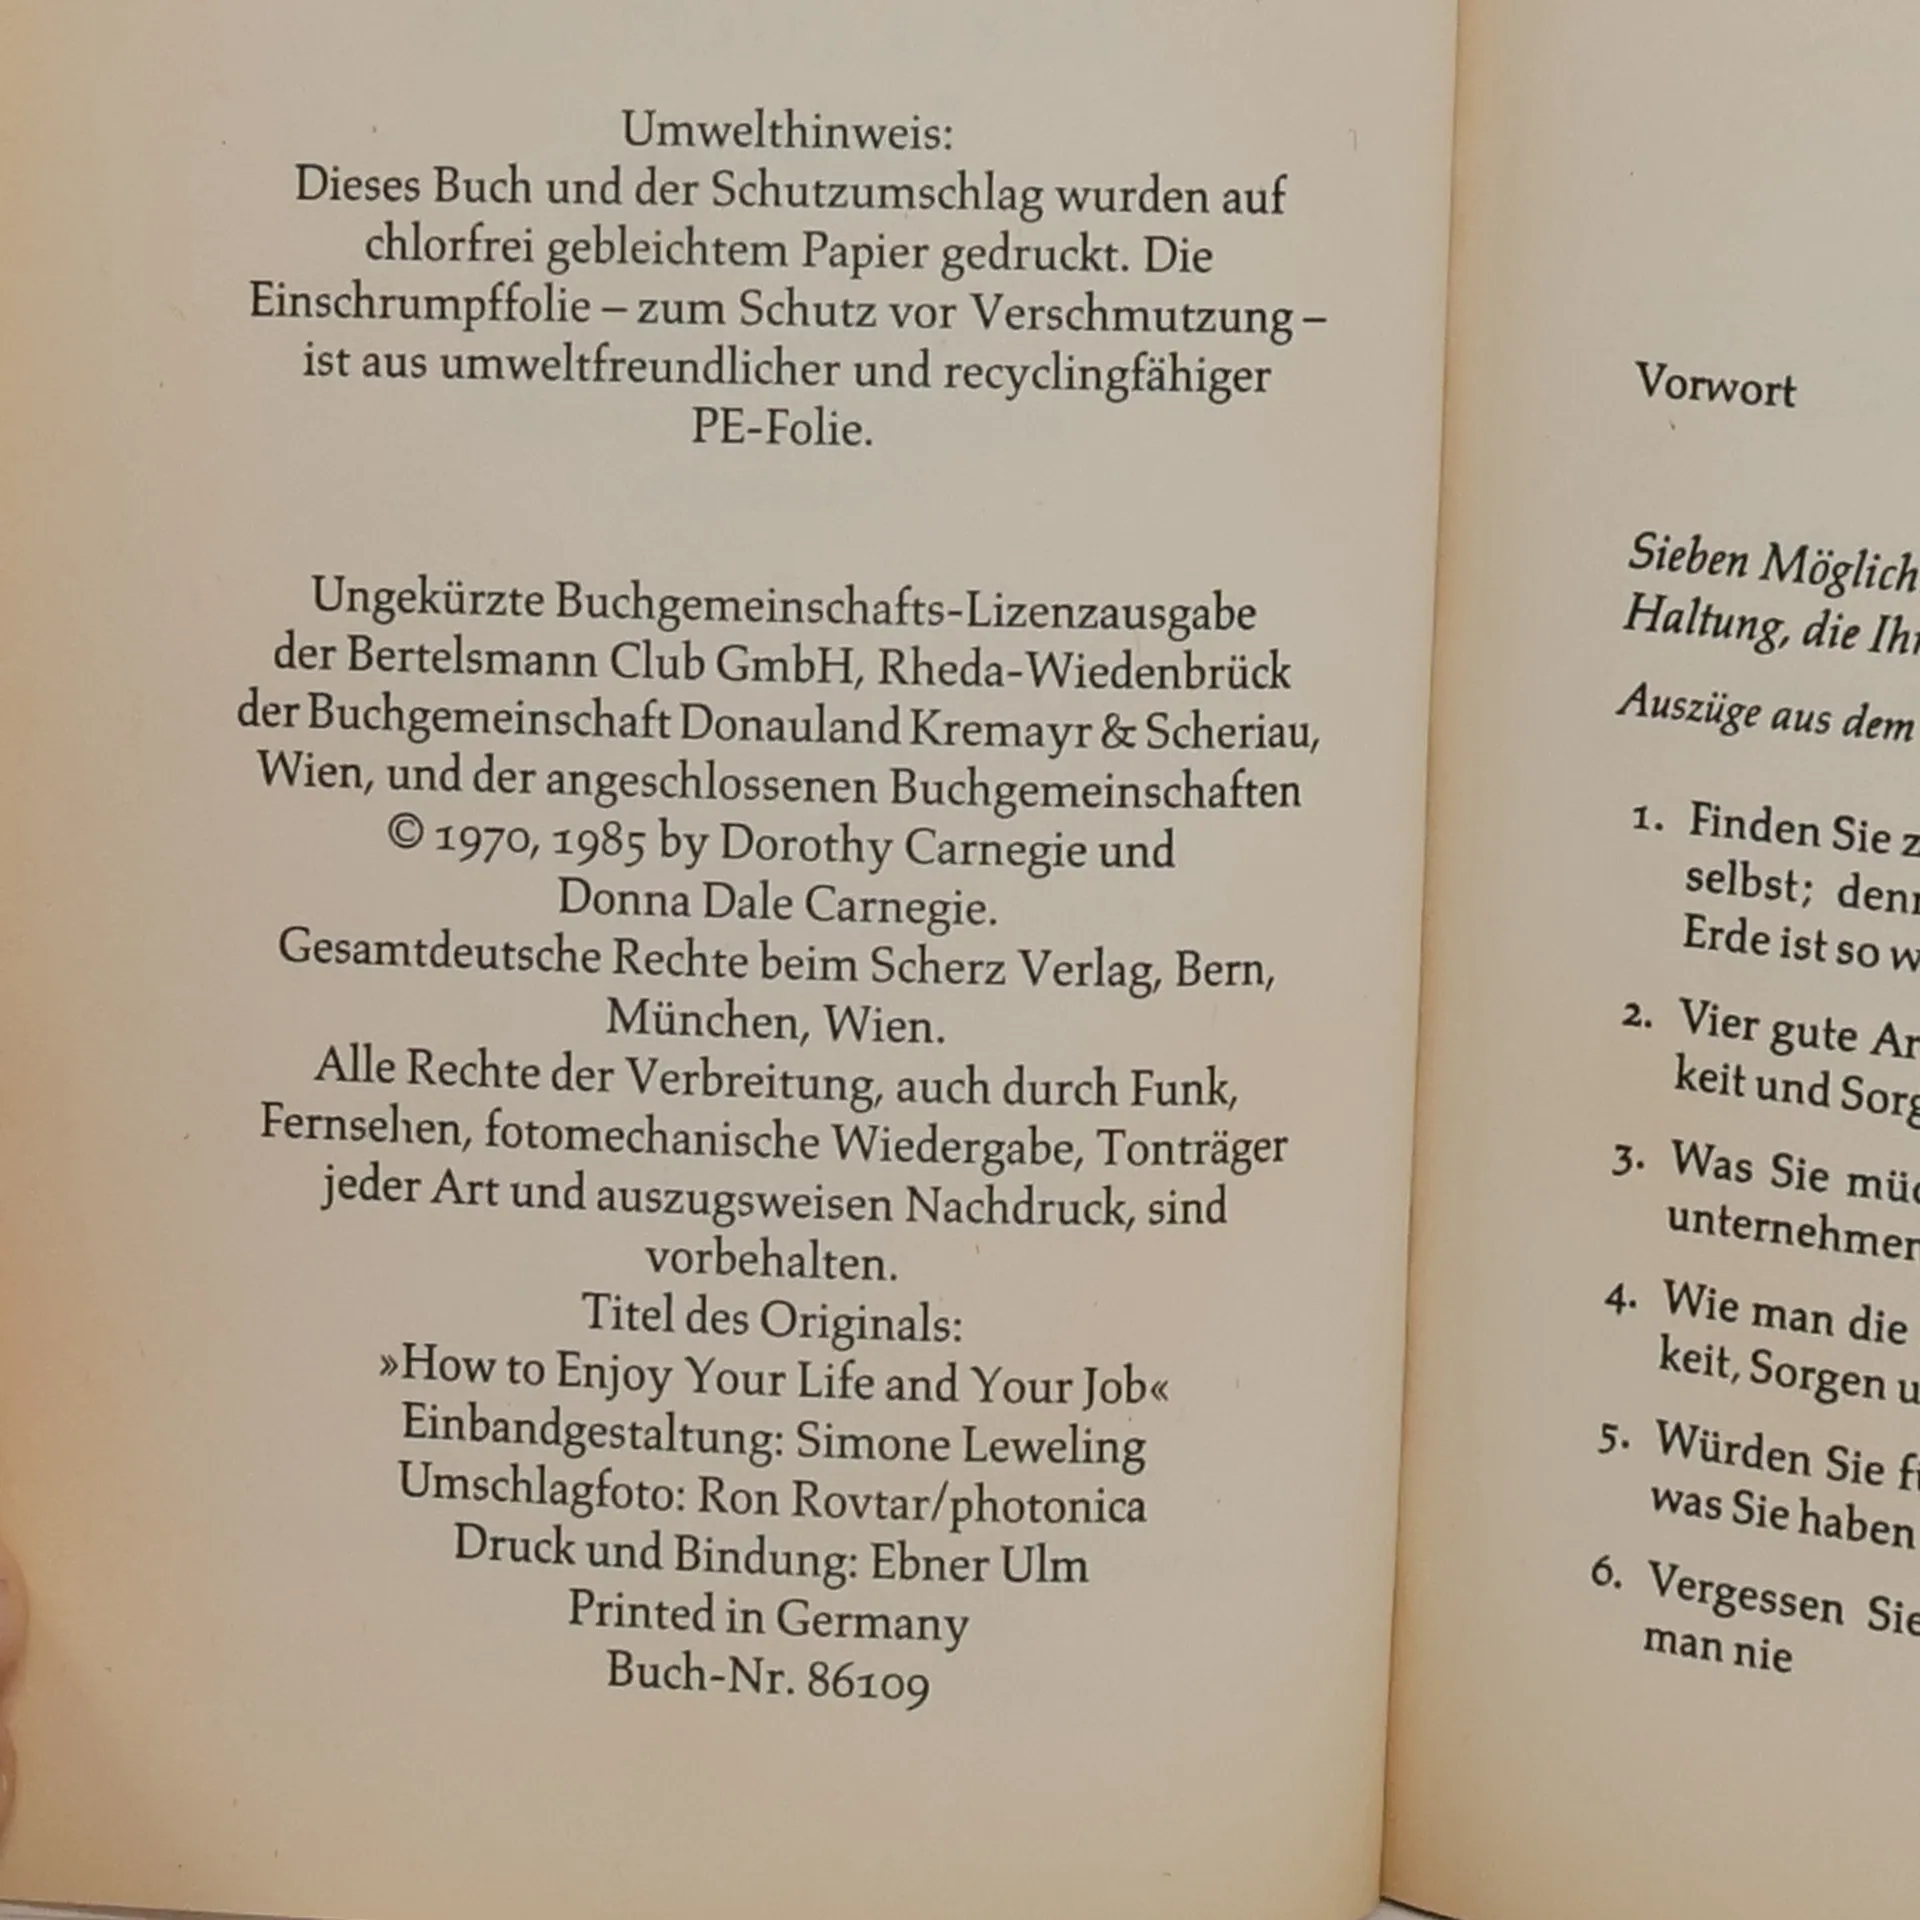 Umwelthinweis:
Dieses Buch und der Schutzumschlag wurden auf
chlorfrei gebleichtem Papier gedruckt. Die
Einschrumpffolie – zum Schutz vor Verschmutzung –
ist aus umweltfreundlicher und recyclingfähiger
PE-Folie.
Ungekürzte Buchgemeinschafts-Lizenzausgabe
der Bertelsmann Club GmbH, Rheda-Wiedenbrück
der Buchgemeinschaft Donauland Kremayr & Scheriau,
Wien, und der angeschlossenen Buchgemeinschaften
© 1970, 1985 by Dorothy Carnegie und
Donna Dale Carnegie.
Gesamtdeutsche Rechte beim Scherz Verlag, Bern,
München, Wien.
Alle Rechte der Verbreitung, auch durch Funk,
Fernsehen, fotomechanische Wiedergabe, Tonträger
jeder Art und auszugsweisen Nachdruck, sind
vorbehalten.
Titel des Originals:
»How to Enjoy Your Life and Your Job«
Einbandgestaltung: Simone Leweling
Umschlagfoto: Ron Rovtar/photonica
Druck und Bindung: Ebner Ulm
Printed in Germany
Buch-Nr. 86109
Vorwort
Sieben Möglich
Haltung, die Ih
Auszüge aus dem
1. Finden Sie z
selbst; den
Erde ist so w
2. Vier gute Ar
keit und Sorg
3. Was Sie mü
unternehmen
4. Wie man die
keit, Sorgen u
5. Würden Sie f
was Sie haben
6. Vergessen Sie
man nie